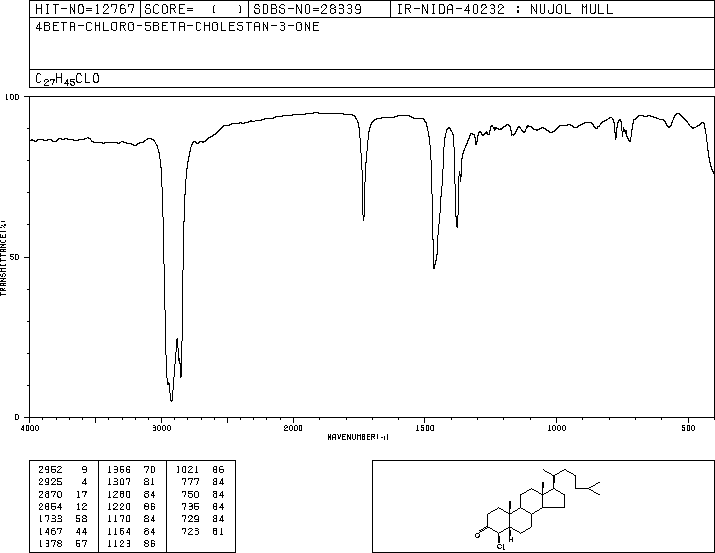 HIT-NO=12767 SCORE= ( ) SDBS-NO=28339 IR-NIDA-40232 : NUJOL MULL
4BETA-CHLORO-5BETA-CHOLESTAN-3-ONE
C27H45CLO
100
50
0
TRANSMITTANCE(%)
4000 3000 2000 1500 1000 500
WAVENUMBER(-1)
2962 9 1366 70 1021 86
2925 4 1307 81 777 84
2870 17 1280 84 750 84
2854 12 1220 86 736 84
1733 58 1170 84 729 84
1467 44 1164 84 723 81
1378 57 1123 86
O
H
Cl